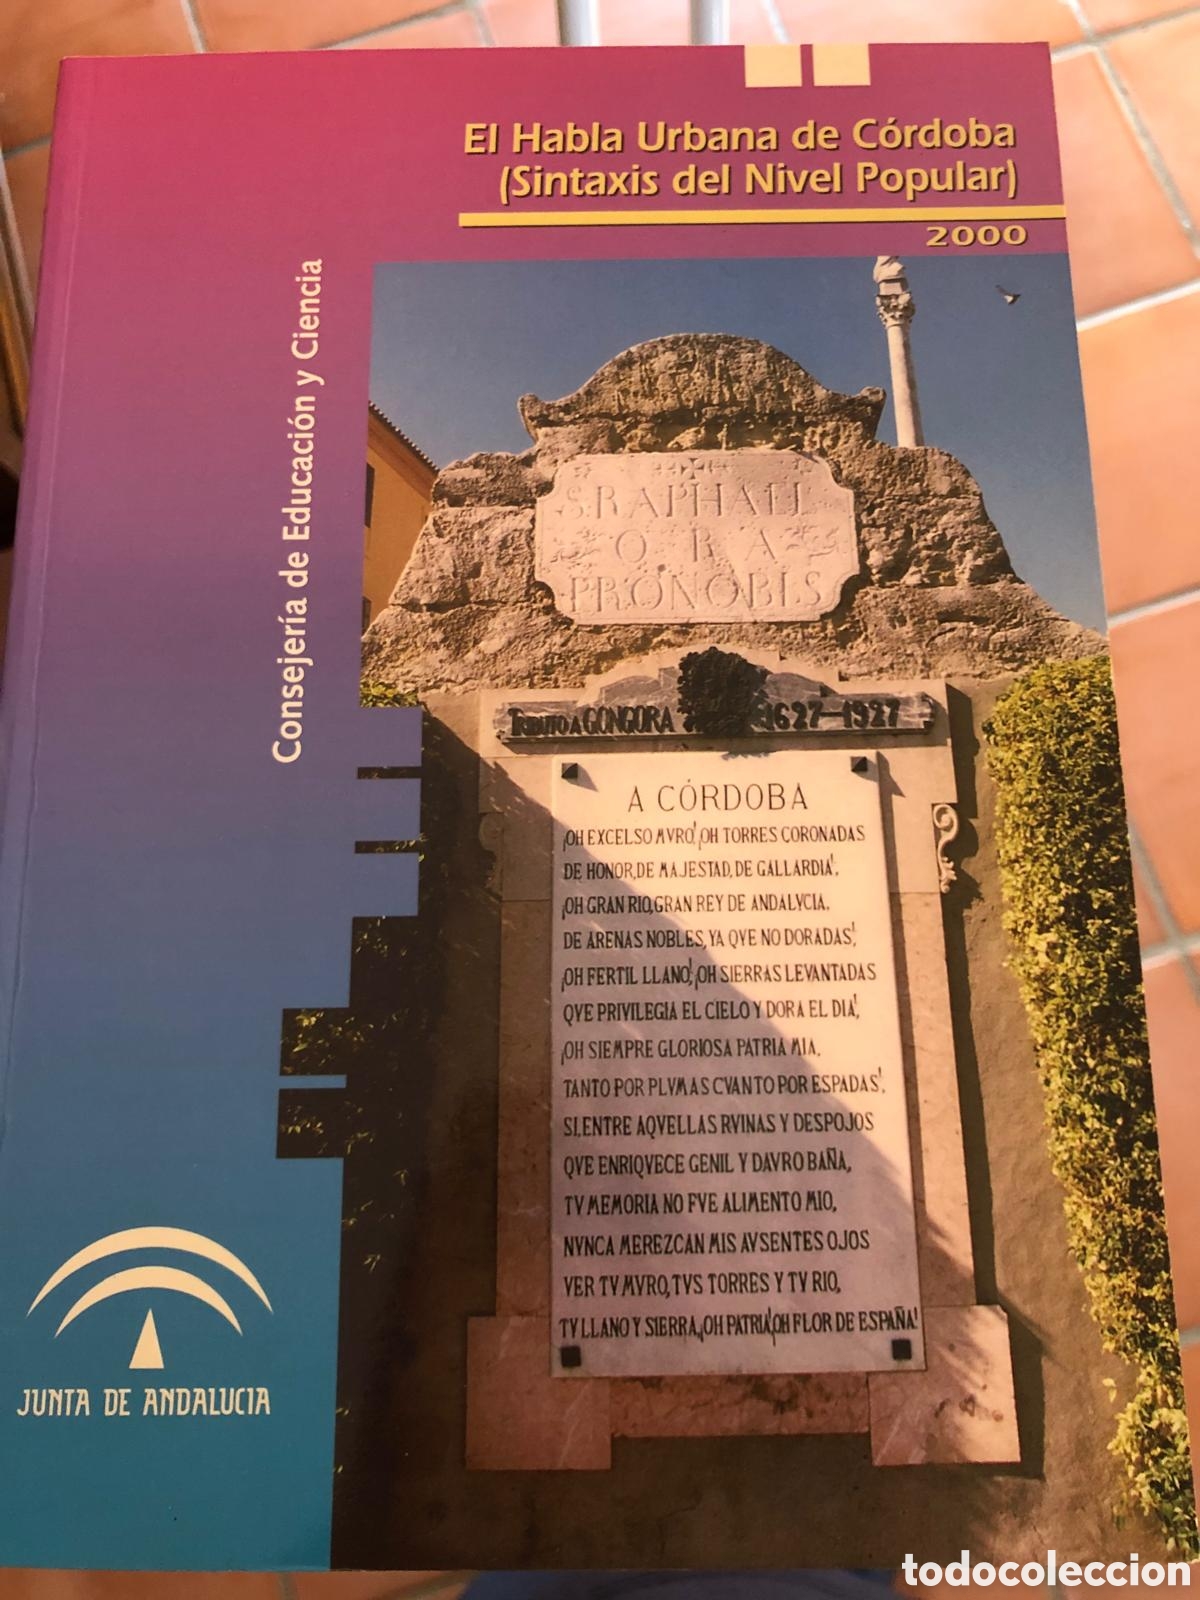 El Habla Urbana de Córdoba
(Sintaxis del Nivel Popular)
2000
Consejería de Educación y Ciencia
S. RAPHAEL
ORA
PRONOBIS
TRIBUTO A GÓNGORA 1627-1927
A CÓRDOBA
¡OH EXCELSO MVRO! ¡OH TORRES CORONADAS
DE HONOR, DE MAJESTAD, DE GALLARDIA!,
¡OH GRAN RIO, GRAN REY DE ANDALVCIA,
DE ARENAS NOBLES, YA QVE NO DORADAS!,
¡OH FERTIL LLANO!, ¡OH SIERRAS LEVANTADAS
QVE PRIVILEGIA EL CIELO Y DORA EL DIA!,
¡OH SIEMPRE GLORIOSA PATRIA MIA,
TANTO POR PLVMAS CVANTO POR ESPADAS!,
SI, ENTRE AQVELLAS RVINAS Y DESPOJOS
QVE ENRIQVECE GENIL Y DAVRO BAÑA,
TV MEMORIA NO FVE ALIMENTO MIO,
NVNCA MEREZCAN MIS AVSENTES OJOS
VER TV MVRO, TVS TORRES Y TV RIO,
TV LLANO Y SIERRA, ¡OH PATRIA! ¡OH FLOR DE ESPAÑA!
JUNTA DE ANDALUCIA
todocoleccion